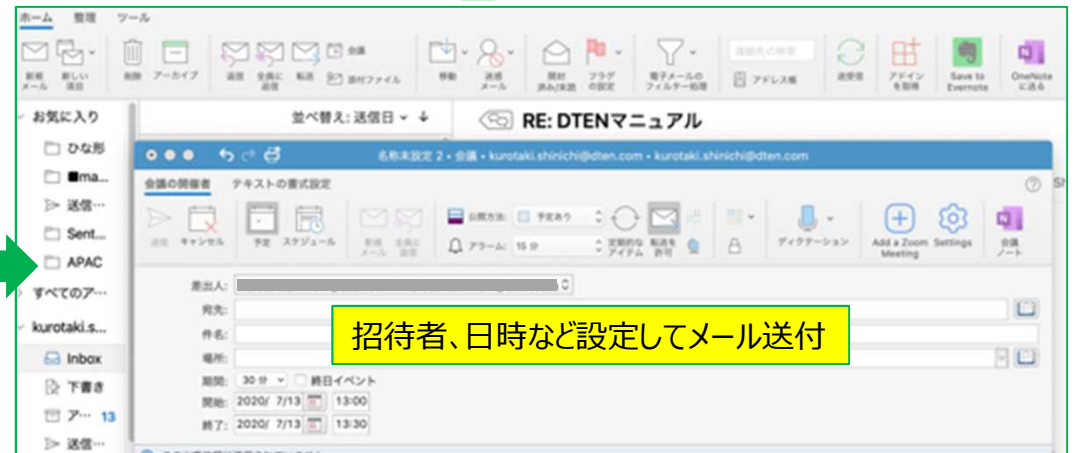 ホーム 整理 ツール
新規メール 新しい項目 削除 アーカイブ 返信 全員に返信 転送 会議 添付ファイル 移動 迷惑メール 開封済み/未読 フラグの設定 電子メールのフィルター処理 連絡先の検索 アドレス帳 送受信 アドインを取得 Save to Evernote OneNoteに送る
お気に入り
並べ替え: 送信日
RE: DTENマニュアル
ひな形
ma...
送信...
Sent...
APAC
すべてのア...
kurotaki.s...
Inbox
下書き
ア... 13
送信...
名称未設定 2 • 会議 • kurotaki.shinichi@dten.com • kurotaki.shinichi@dten.com
会議の開催者 テキストの書式設定
送信 キャンセル 予定 スケジュール 新規メール 全員に返信 公開方法: 予定あり アラーム: 15 分 定期的なアイテム 転送を許可 ディクテーション Add a Zoom Meeting Settings 会議ノート
差出人:
宛先:
件名:
場所:
期間: 30 分 終日イベント
開始: 2020/ 7/13 13:00
終了: 2020/ 7/13 13:30
招待者、日時など設定してメール送付